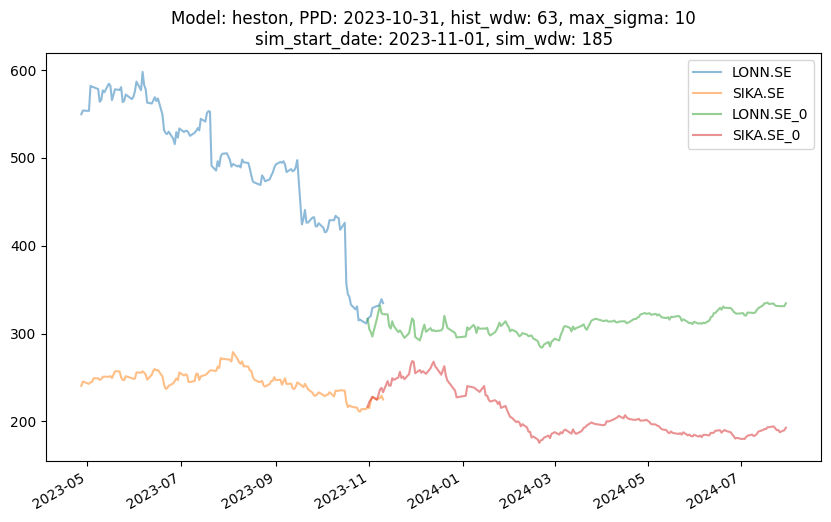 Model: heston, PPD: 2023-10-31, hist_wdw: 63, max_sigma: 10
sim_start_date: 2023-11-01, sim_wdw: 185
LONN.SE
SIKA.SE
LONN.SE_0
SIKA.SE_0
600
500
400
300
200
2023-05
2023-07
2023-09
2023-11
2024-01
2024-03
2024-05
2024-07